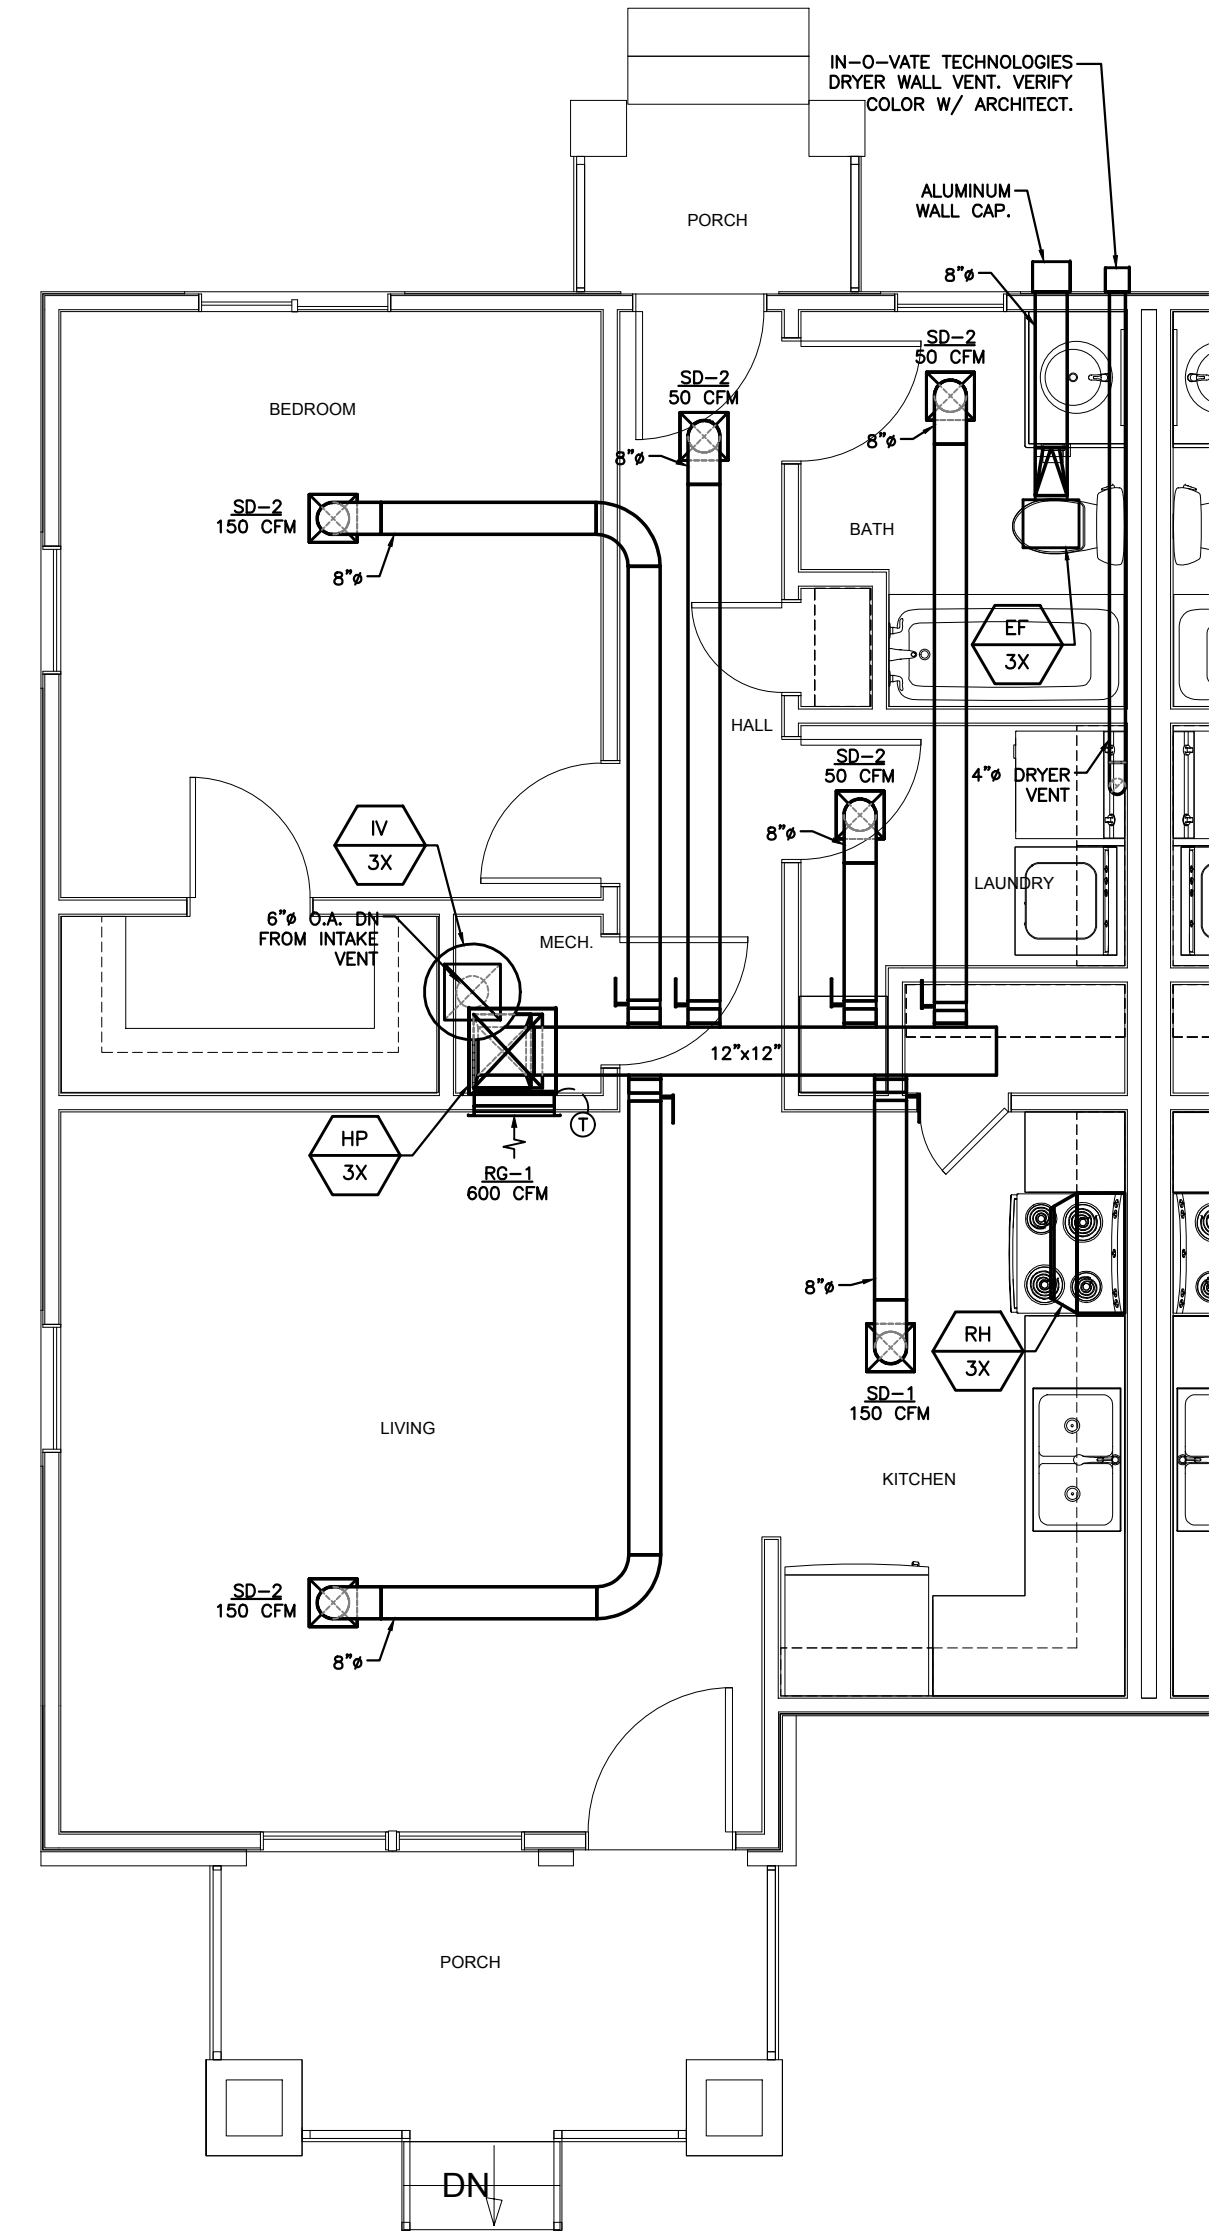 IN-O-VATE TECHNOLOGIES
DRYER WALL VENT. VERIFY
COLOR W/ ARCHITECT.
ALUMINUM
WALL CAP.
PORCH
8"ø
SD-2
50 CFM
SD-2
50 CFM
BEDROOM
8"ø
8"ø
SD-2
150 CFM
BATH
8"ø
EF
3X
HALL
SD-2
50 CFM
4"ø DRYER
VENT
IV
3X
8"ø
LAUNDRY
6"ø O.A. DN
FROM INTAKE
VENT
MECH.
12"x12"
T
HP
3X
RG-1
600 CFM
8"ø
RH
3X
SD-1
150 CFM
LIVING
KITCHEN
SD-2
150 CFM
8"ø
PORCH
DN